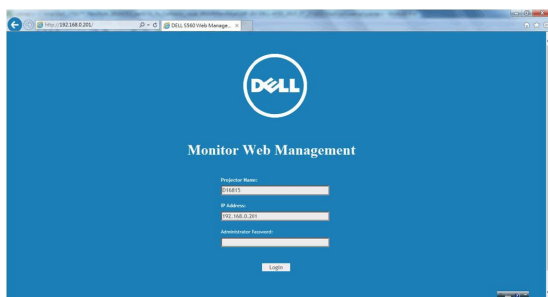 http://192.168.0.201/
DELL S560 Web Manage...
DELL
Monitor Web Management
Projector Name:
D16815
IP Address:
192.168.0.201
Administrator Password:
Login